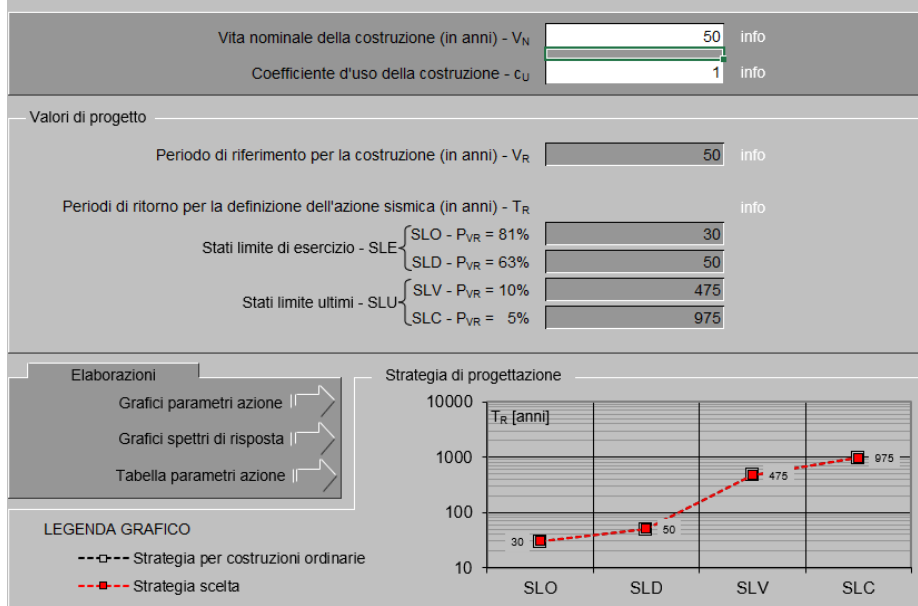 Vita nominale della costruzione (in anni) - VN 50 info
Coefficiente d'uso della costruzione - cU 1 info
Valori di progetto
Periodo di riferimento per la costruzione (in anni) - VR 50 info
Periodi di ritorno per la definizione dell'azione sismica (in anni) - TR info
Stati limite di esercizio - SLE
SLO - PVR = 81% 30
SLD - PVR = 63% 50
Stati limite ultimi - SLU
SLV - PVR = 10% 475
SLC - PVR = 5% 975
Elaborazioni
Grafici parametri azione
Grafici spettri di risposta
Tabella parametri azione
LEGENDA GRAFICO
Strategia per costruzioni ordinarie
Strategia scelta
Strategia di progettazione
TR [anni]
10000
1000
100
10
30
50
475
975
SLO SLD SLV SLC